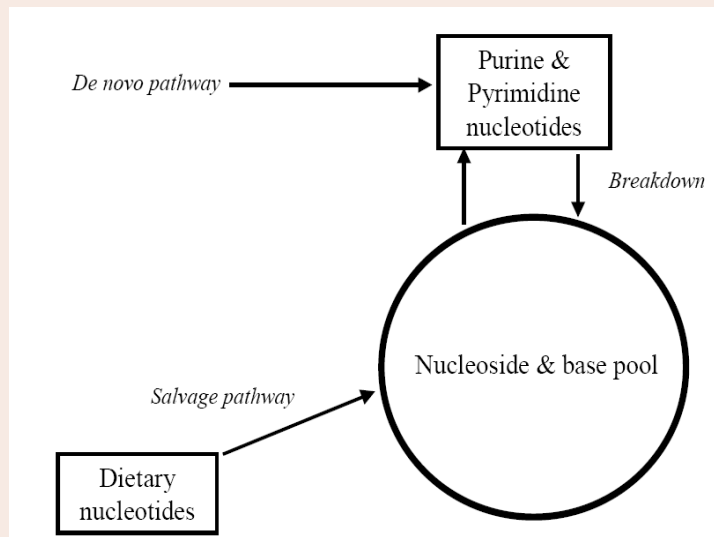 De novo pathway
Purine &
Pyrimidine
nucleotides
Breakdown
Nucleoside & base pool
Salvage pathway
Dietary
nucleotides